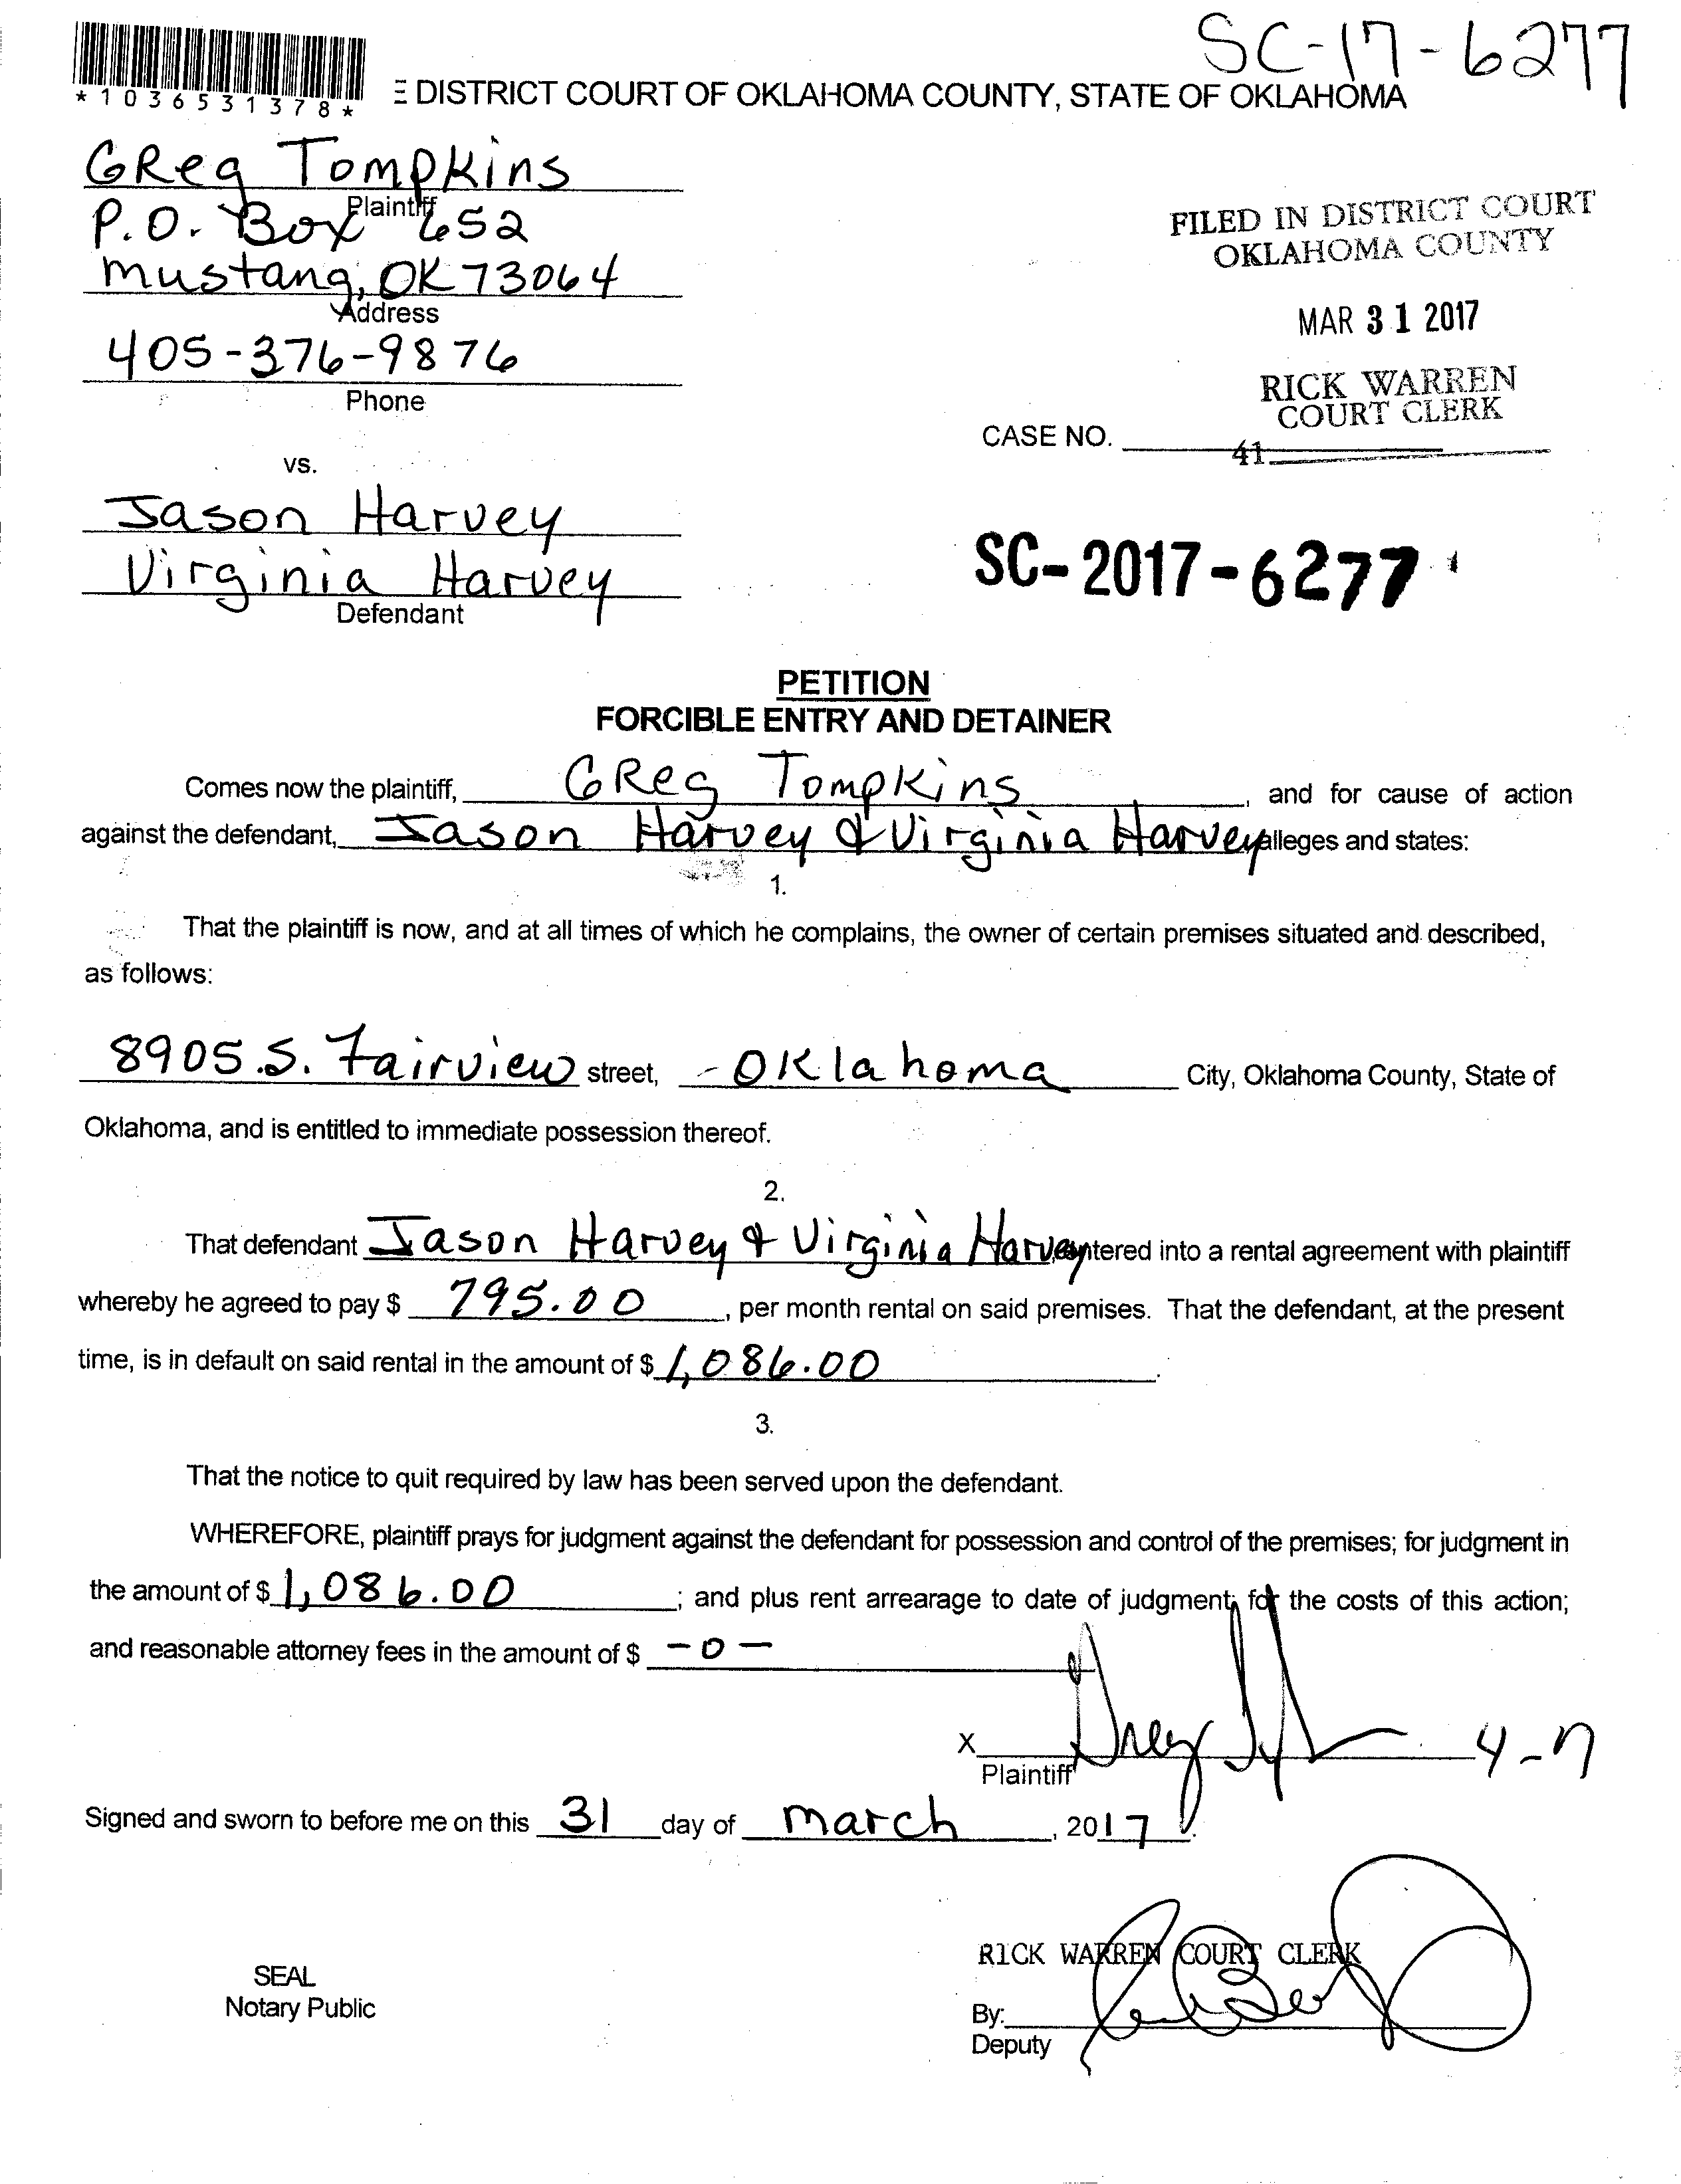 SC-17-6277
*1036531378*
E DISTRICT COURT OF OKLAHOMA COUNTY, STATE OF OKLAHOMA
GReg Tompkins
Plaintiff
P.O. Box 652
Mustang, OK 73064
Address
405-376-9876
Phone
FILED IN DISTRICT COURT
OKLAHOMA COUNTY
MAR 31 2017
RICK WARREN
COURT CLERK
CASE NO.
41
vs.
Jason Harvey
Virginia Harvey
Defendant
SC-2017-6277
PETITION
FORCIBLE ENTRY AND DETAINER
Comes now the plaintiff, GReg Tompkins, and for cause of action
against the defendant, Jason Harvey & Virginia Harvey alleges and states:
1.
That the plaintiff is now, and at all times of which he complains, the owner of certain premises situated and described,
as follows:
8905 S. Fairview street, - Oklahoma City, Oklahoma County, State of
Oklahoma, and is entitled to immediate possession thereof.
2.
That defendant Jason Harvey & Virginia Harvey entered into a rental agreement with plaintiff
whereby he agreed to pay $ 795.00, per month rental on said premises. That the defendant, at the present
time, is in default on said rental in the amount of $ 1,086.00.
3.
That the notice to quit required by law has been served upon the defendant.
WHEREFORE, plaintiff prays for judgment against the defendant for possession and control of the premises; for judgment in
the amount of $ 1,086.00; and plus rent arrearage to date of judgment; for the costs of this action;
and reasonable attorney fees in the amount of $ -0-
X
Plaintiff
Signed and sworn to before me on this 31 day of march, 2017.
RICK WARREN COURT CLERK
SEAL
Notary Public
By:
Deputy